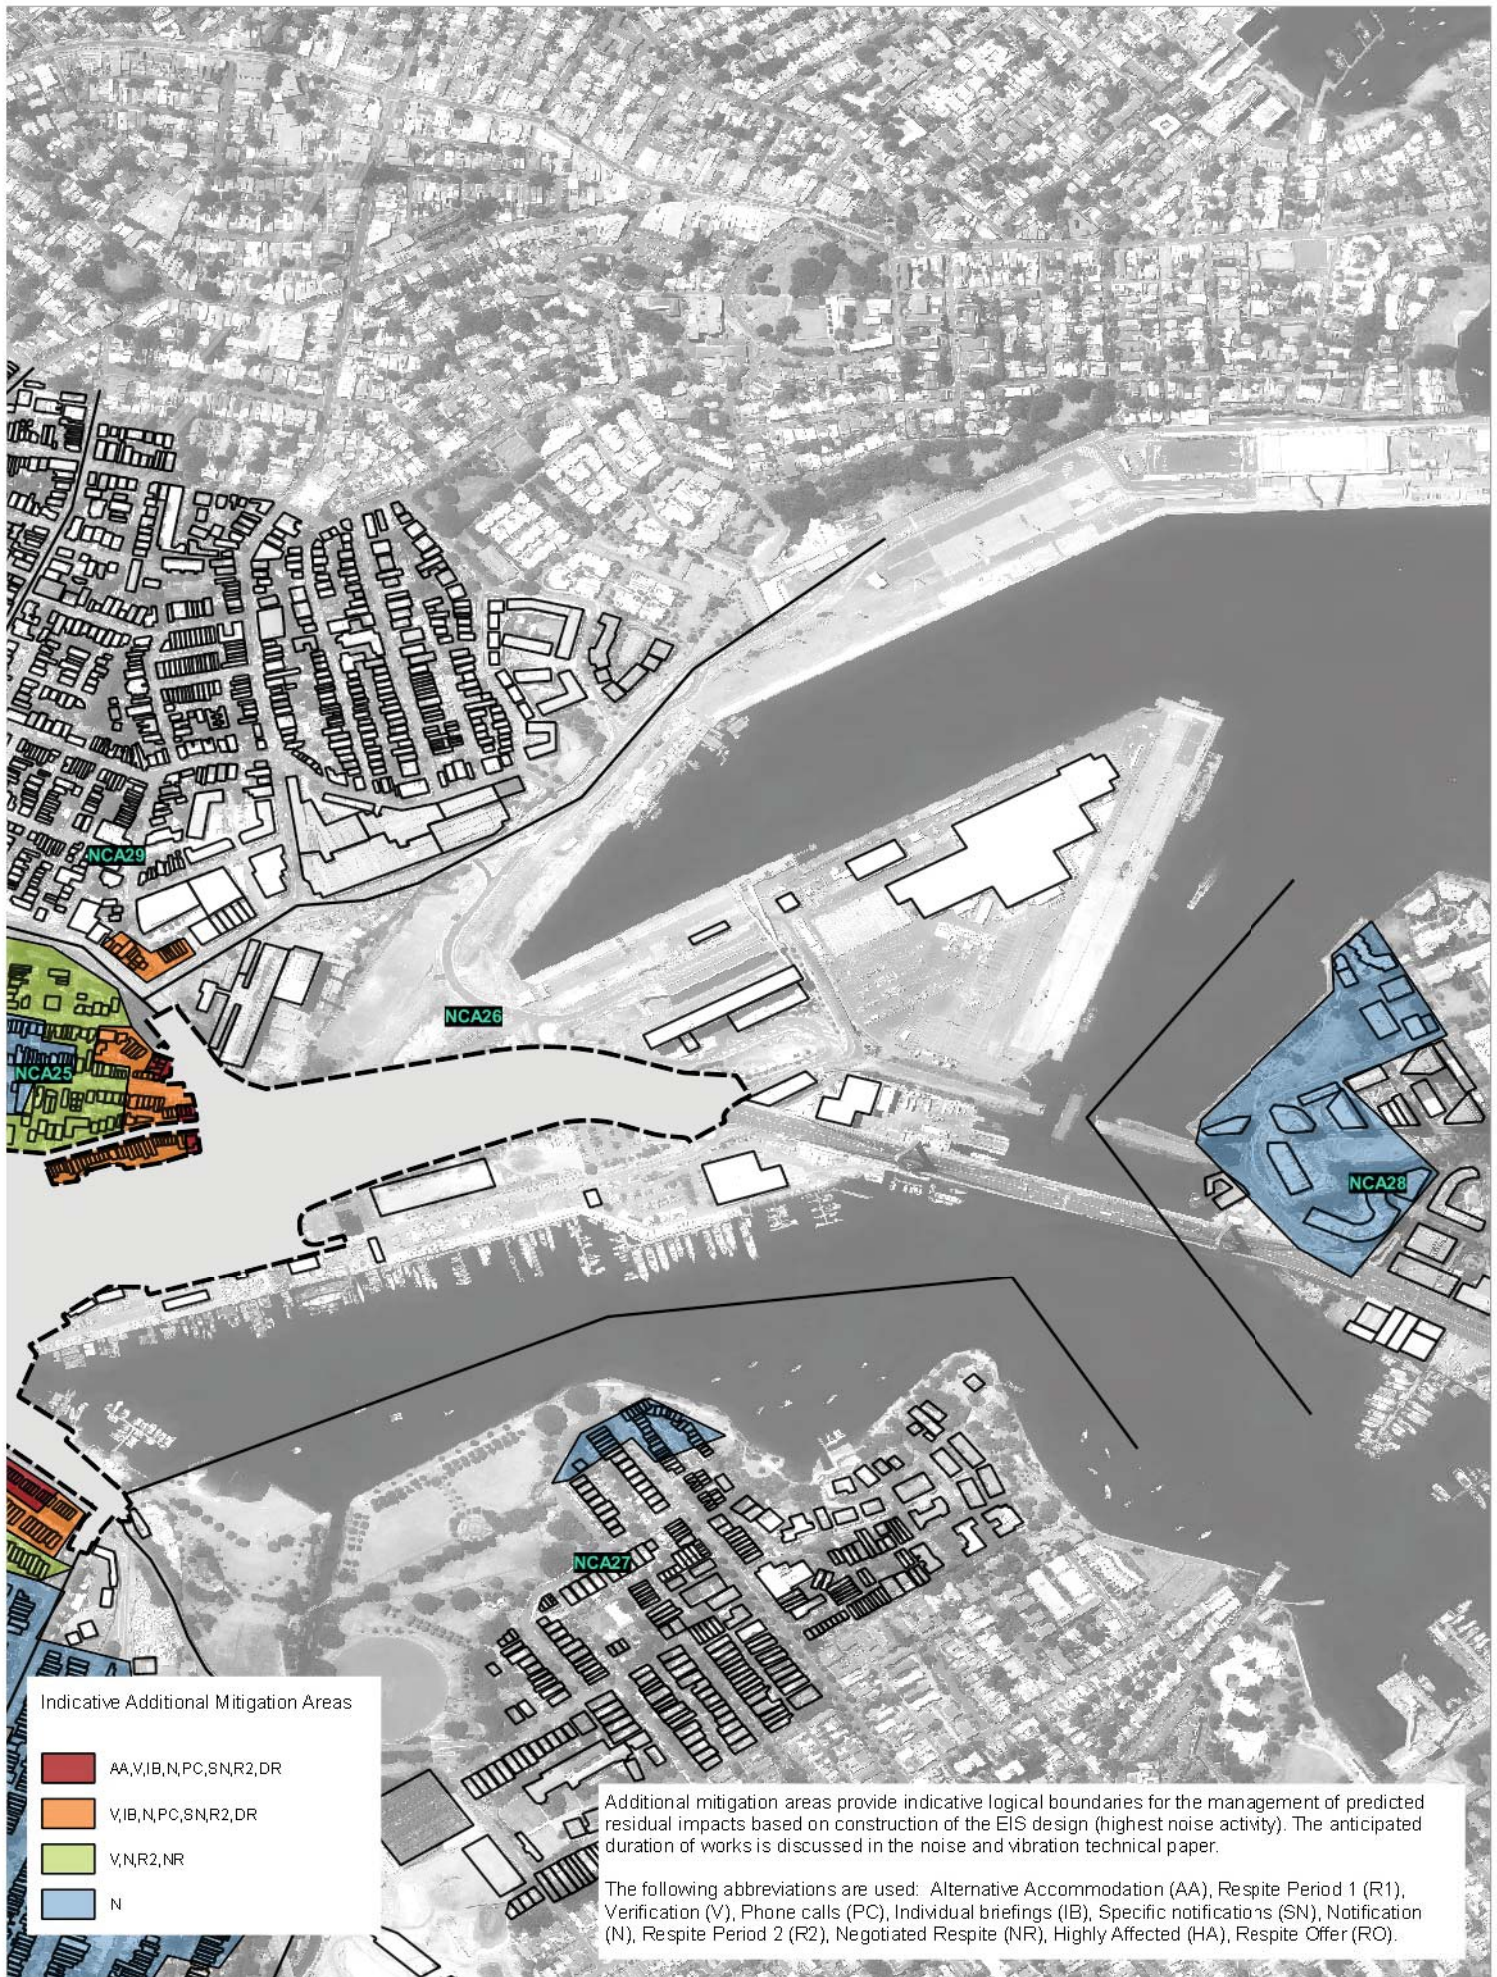 NCA29
NCA26
NCA25
NCA28
NCA27
Indicative Additional Mitigation Areas
AA,V,IB,N,PC,SN,R2,DR
V,IB,N,PC,SN,R2,DR
V,N,R2,NR
N
Additional mitigation areas provide indicative logical boundaries for the management of predicted
residual impacts based on construction of the EIS design (highest noise activity). The anticipated
duration of works is discussed in the noise and vibration technical paper.
The following abbreviations are used: Alternative Accommodation (AA), Respite Period 1 (R1),
Verification (V), Phone calls (PC), Individual briefings (IB), Specific notifications (SN), Notification
(N), Respite Period 2 (R2), Negotiated Respite (NR), Highly Affected (HA), Respite Offer (RO).